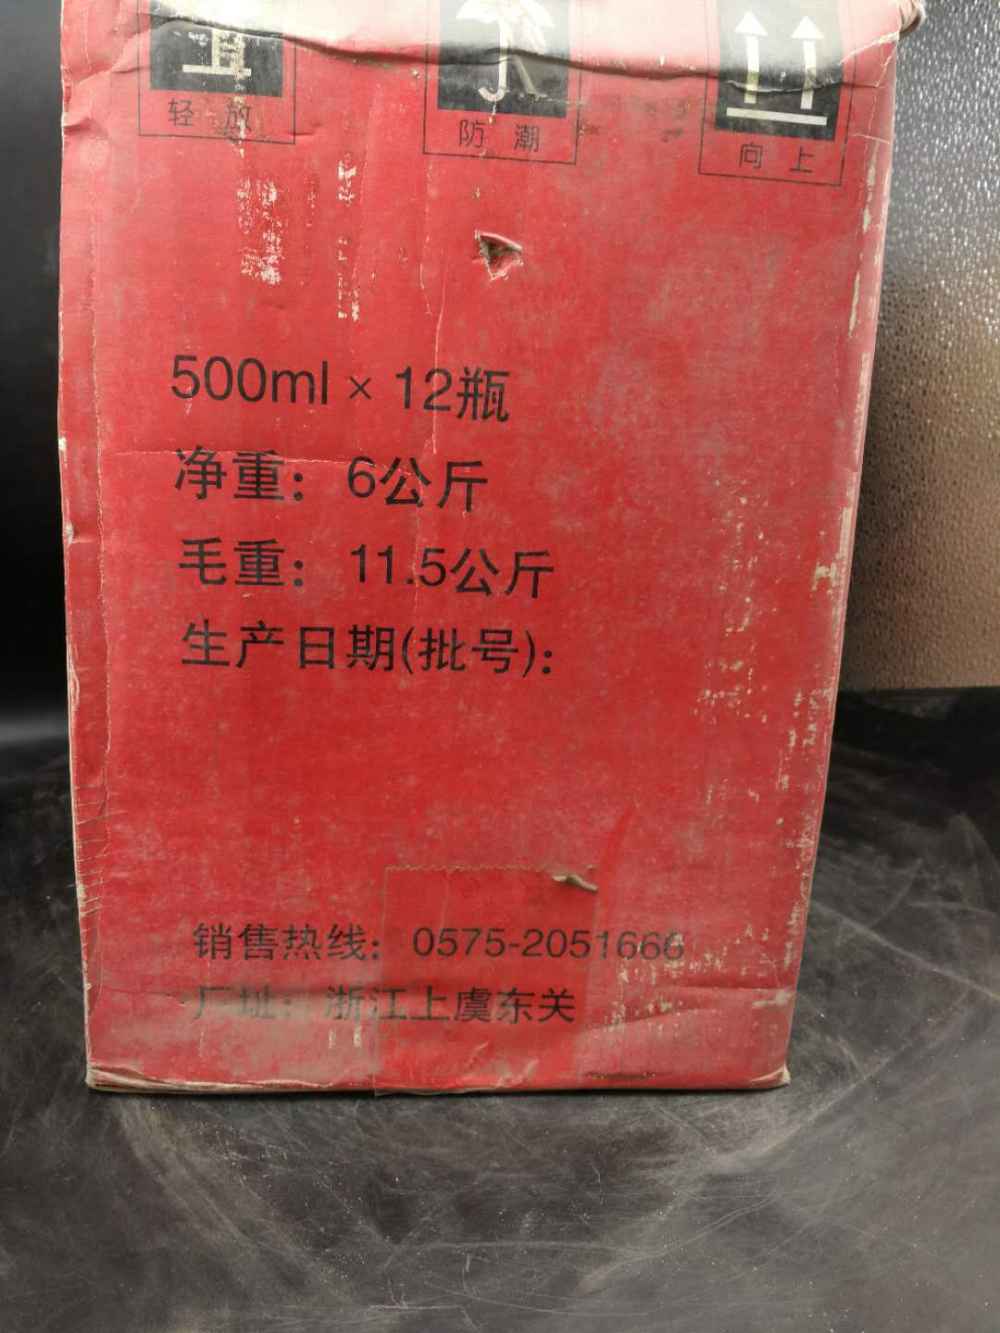 轻放
防潮
向上
500ml × 12瓶
净重：6公斤
毛重：11.5公斤
生产日期(批号)：
销售热线：0575-2051666
厂址：浙江上虞东关